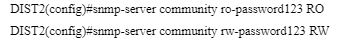 DIST2(config)#snmp-server community ro-password123 RO
DIST2(config)#snmp-server community rw-password123 RW